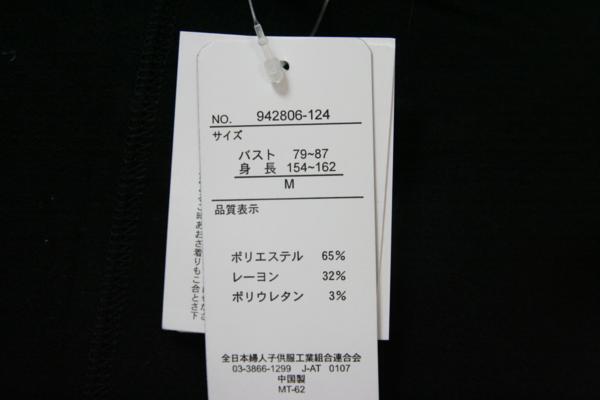 NO. 942806-124
サイズ
バスト 79~87
身 長 154~162
M
品質表示
ポリエステル 65%
レーヨン 32%
ポリウレタン 3%
全日本婦人子供服工業組合連合会
03-3866-1299 J-AT 0107
中国製
MT-62